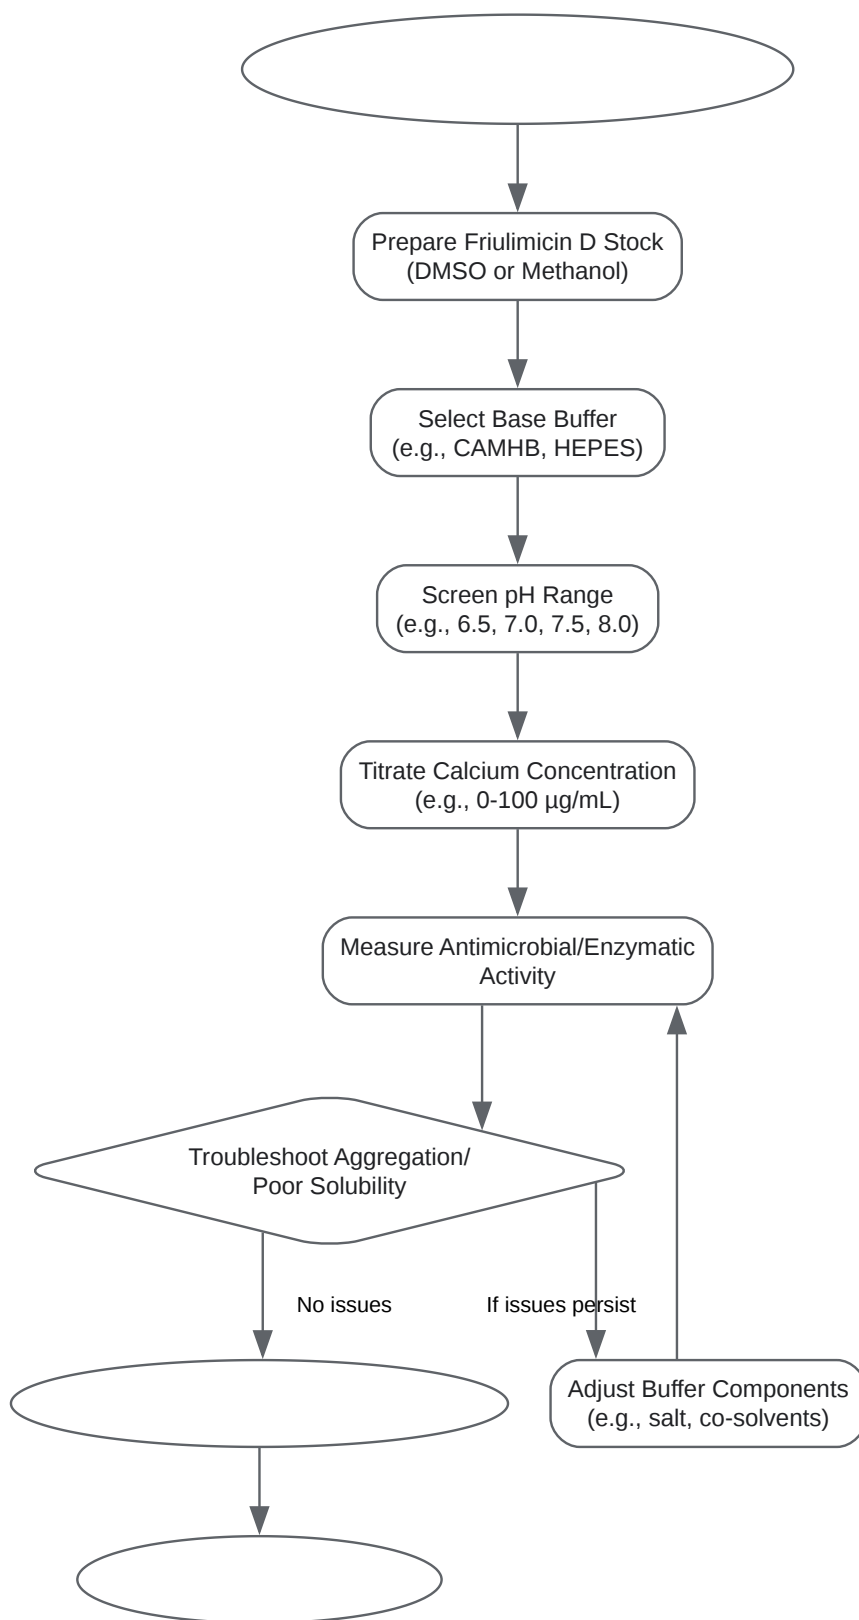 Prepare Friulimicin D Stock
(DMSO or Methanol)
Select Base Buffer
(e.g., CAMHB, HEPES)
Screen pH Range
(e.g., 6.5, 7.0, 7.5, 8.0)
Titrate Calcium Concentration
(e.g., 0-100 µg/mL)
Measure Antimicrobial/Enzymatic
Activity
Troubleshoot Aggregation/
Poor Solubility
No issues
If issues persist
Adjust Buffer Components
(e.g., salt, co-solvents)